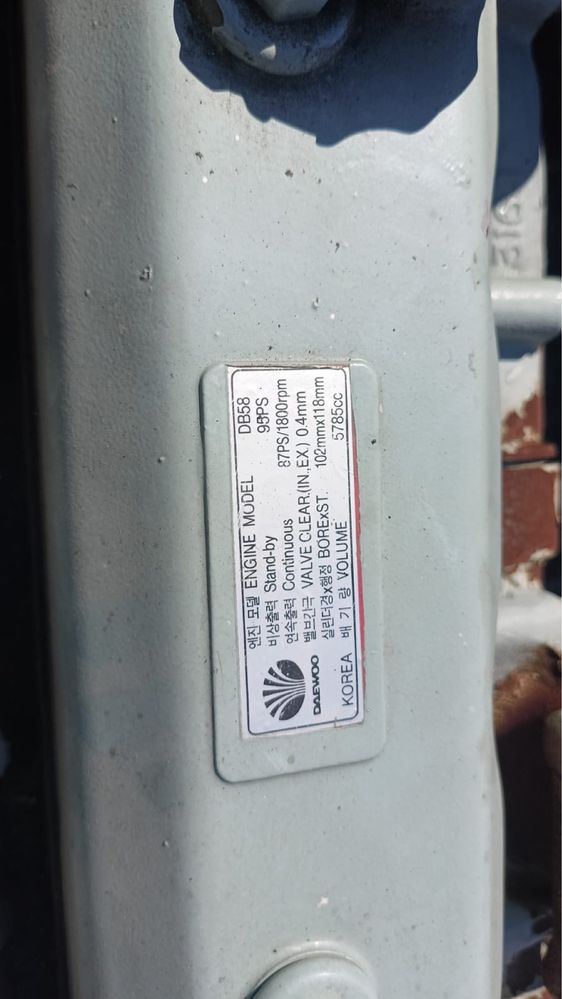 엔진 모델 ENGINE MODEL DB58
비상출력 Stand-by
연속출력 Continuous 87PS/1800rpm
밸브간극 VALVE CLEAR.(IN.,EX) 0.4mm
실린더경x행정 BORExST. 102mmx118mm
배 기 량 VOLUME 5785cc
DAEWOO
KOREA